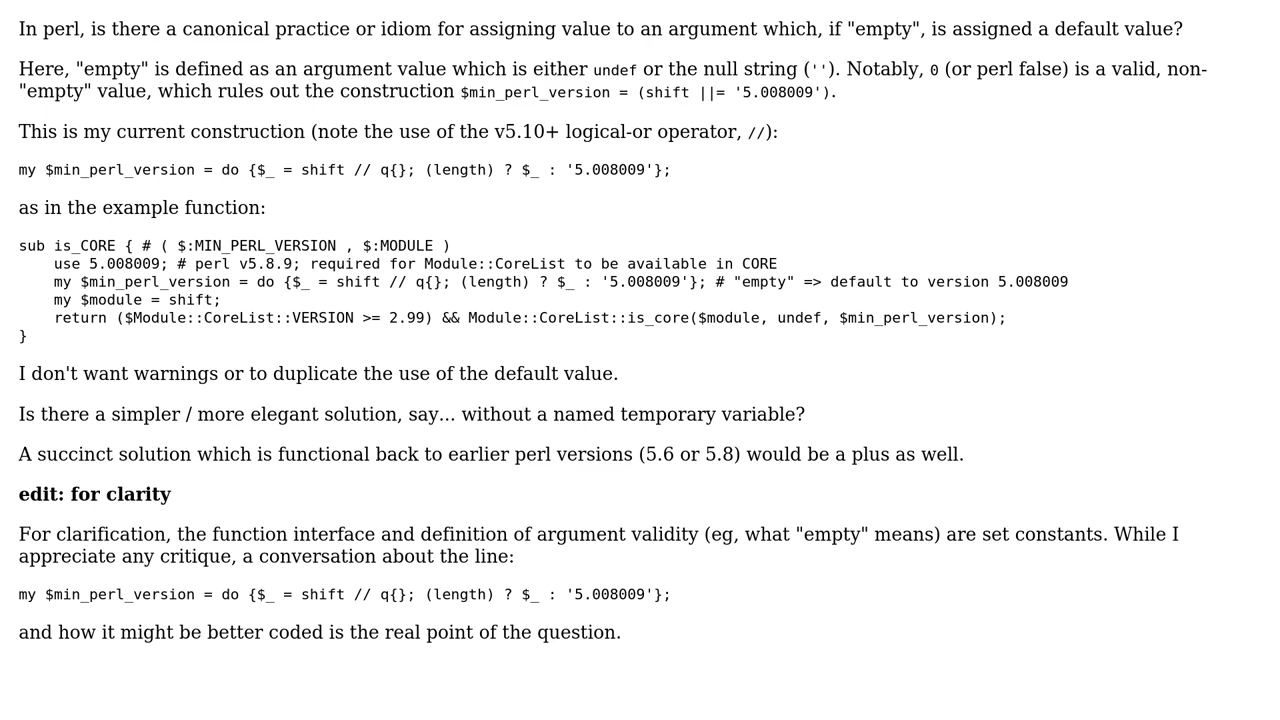 In perl, is there a canonical practice or idiom for assigning value to an argument which, if "empty", is assigned a default value?
Here, "empty" is defined as an argument value which is either undef or the null string (''). Notably, 0 (or perl false) is a valid, non-
"empty" value, which rules out the construction $min_perl_version = (shift ||= '5.008009').
This is my current construction (note the use of the v5.10+ logical-or operator, //):
my $min_perl_version = do {$_ = shift // q{}; (length) ? $_ : '5.008009'};
as in the example function:
sub is_CORE { # ( $:MIN_PERL_VERSION , $:MODULE )
    use 5.008009; # perl v5.8.9; required for Module::CoreList to be available in CORE
    my $min_perl_version = do {$_ = shift // q{}; (length) ? $_ : '5.008009'}; # "empty" => default to version 5.008009
    my $module = shift;
    return ($Module::CoreList::VERSION >= 2.99) && Module::CoreList::is_core($module, undef, $min_perl_version);
}
I don't want warnings or to duplicate the use of the default value.
Is there a simpler / more elegant solution, say... without a named temporary variable?
A succinct solution which is functional back to earlier perl versions (5.6 or 5.8) would be a plus as well.
edit: for clarity
For clarification, the function interface and definition of argument validity (eg, what "empty" means) are set constants. While I
appreciate any critique, a conversation about the line:
my $min_perl_version = do {$_ = shift // q{}; (length) ? $_ : '5.008009'};
and how it might be better coded is the real point of the question.